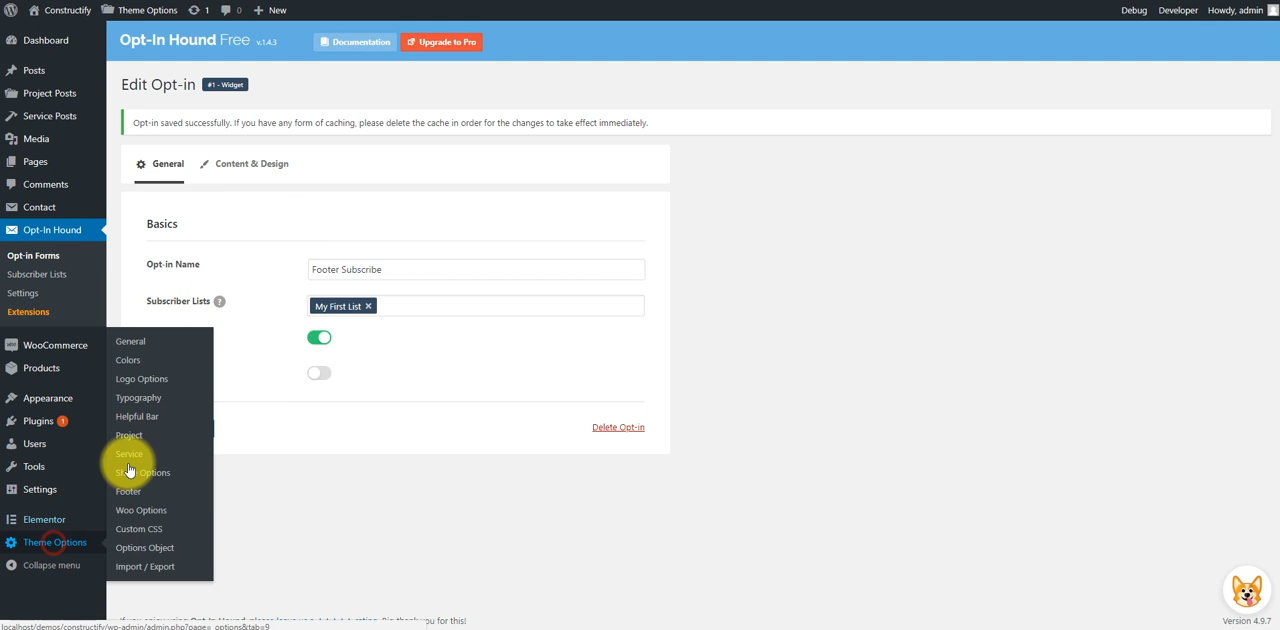 Constructify Theme Options 1 0 New Debug Developer Howdy, admin
Dashboard
Posts
Project Posts
Service Posts
Media
Pages
Comments
Contact
Opt-In Hound
Opt-in Forms
Subscriber Lists
Settings
Extensions
WooCommerce
Products
Appearance
Plugins 1
Users
Tools
Settings
Elementor
Theme Options
Collapse menu
General
Colors
Logo Options
Typography
Helpful Bar
Project
Service
Options
Footer
Woo Options
Custom CSS
Options Object
Import / Export
Opt-In Hound Free v.1.4.3 Documentation Upgrade to Pro
Edit Opt-in #1 - Widget
Opt-in saved successfully. If you have any form of caching, please delete the cache in order for the changes to take effect immediately.
General Content & Design
Basics
Opt-in Name Footer Subscribe
Subscriber Lists ? My First List ×
Delete Opt-in
you for this!
Version 4.9.7
localhost/demos/constructify/wp-admin/admin.php?page=_options&tab=9